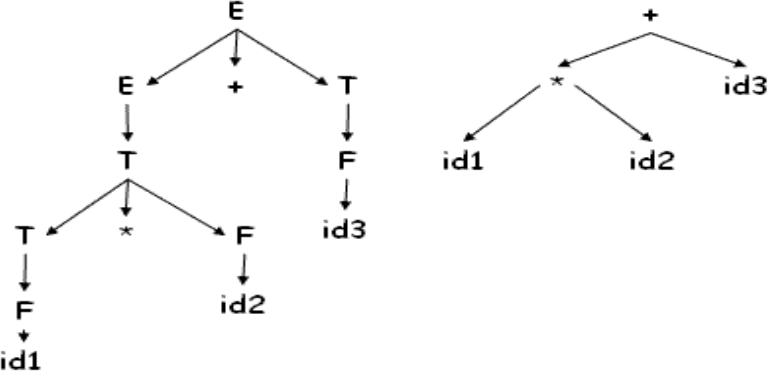 E +
E + T * id3
T F id1 id2
T * F id3
F id2
id1